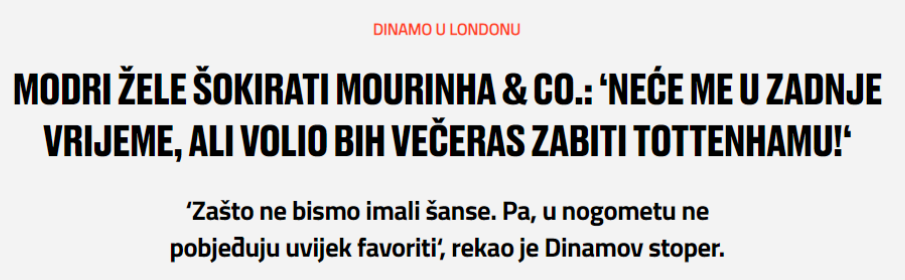 DINAMO U LONDONU
MODRI ŽELE ŠOKIRATI MOURINHA & CO.: ‘NEĆE ME U ZADNJE
VRIJEME, ALI VOLIO BIH VEČERAS ZABITI TOTTENHAMU!‘
‘Zašto ne bismo imali šanse. Pa, u nogometu ne
pobjeđuju uvijek favoriti‘, rekao je Dinamov stoper.